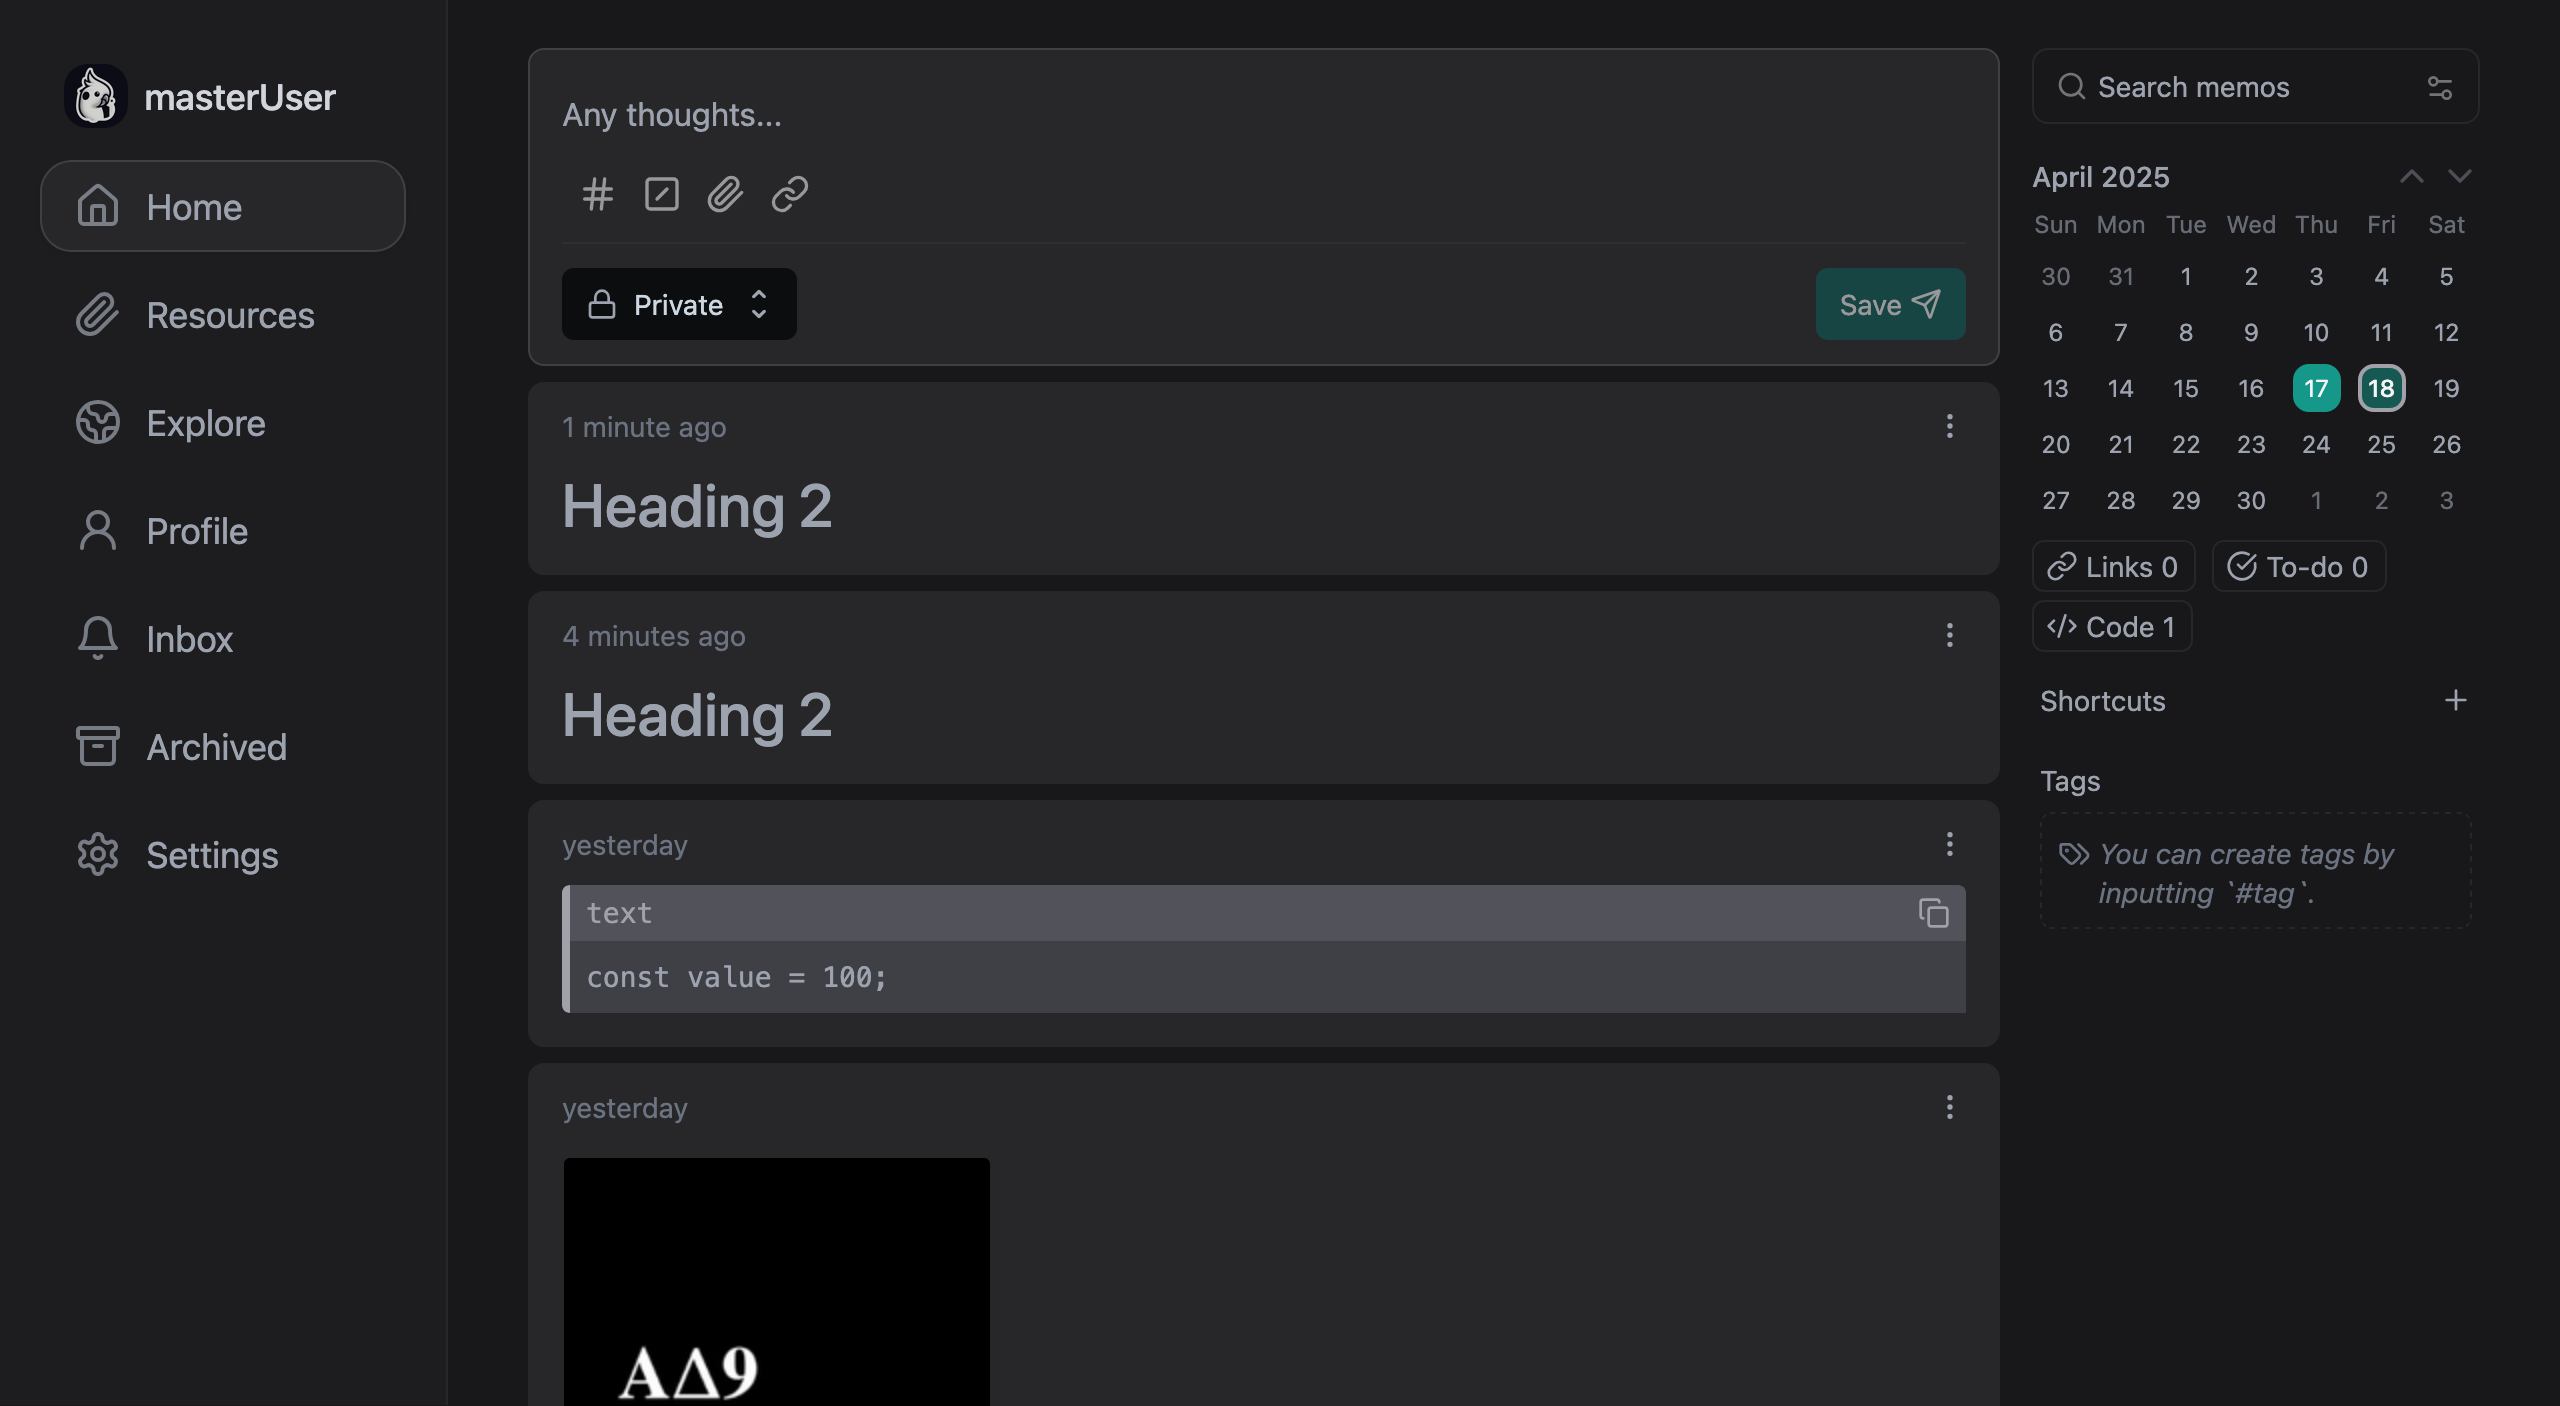 masterUser
Home
Resources
Explore
Profile
Inbox
Archived
Settings
Any thoughts...
Private
Save
1 minute ago
Heading 2
4 minutes ago
Heading 2
yesterday
text
const value = 100;
yesterday
ΑΔ9
Search memos
April 2025
Sun Mon Tue Wed Thu Fri Sat
30 31 1 2 3 4 5
6 7 8 9 10 11 12
13 14 15 16 17 18 19
20 21 22 23 24 25 26
27 28 29 30 1 2 3
Links 0 To-do 0
Code 1
Shortcuts
Tags
You can create tags by
inputting `#tag`.